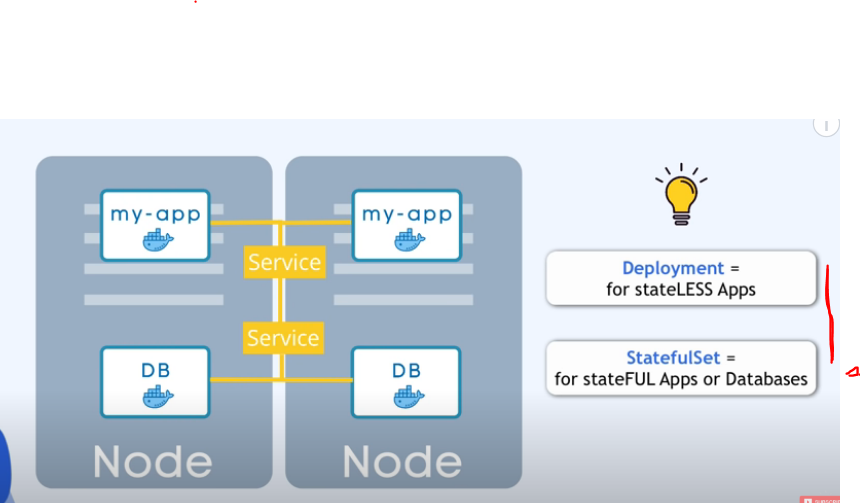 my-app
my-app
Service
Service
DB
DB
Node
Node
Deployment =
for stateLESS Apps
StatefulSet =
for stateFUL Apps or Databases